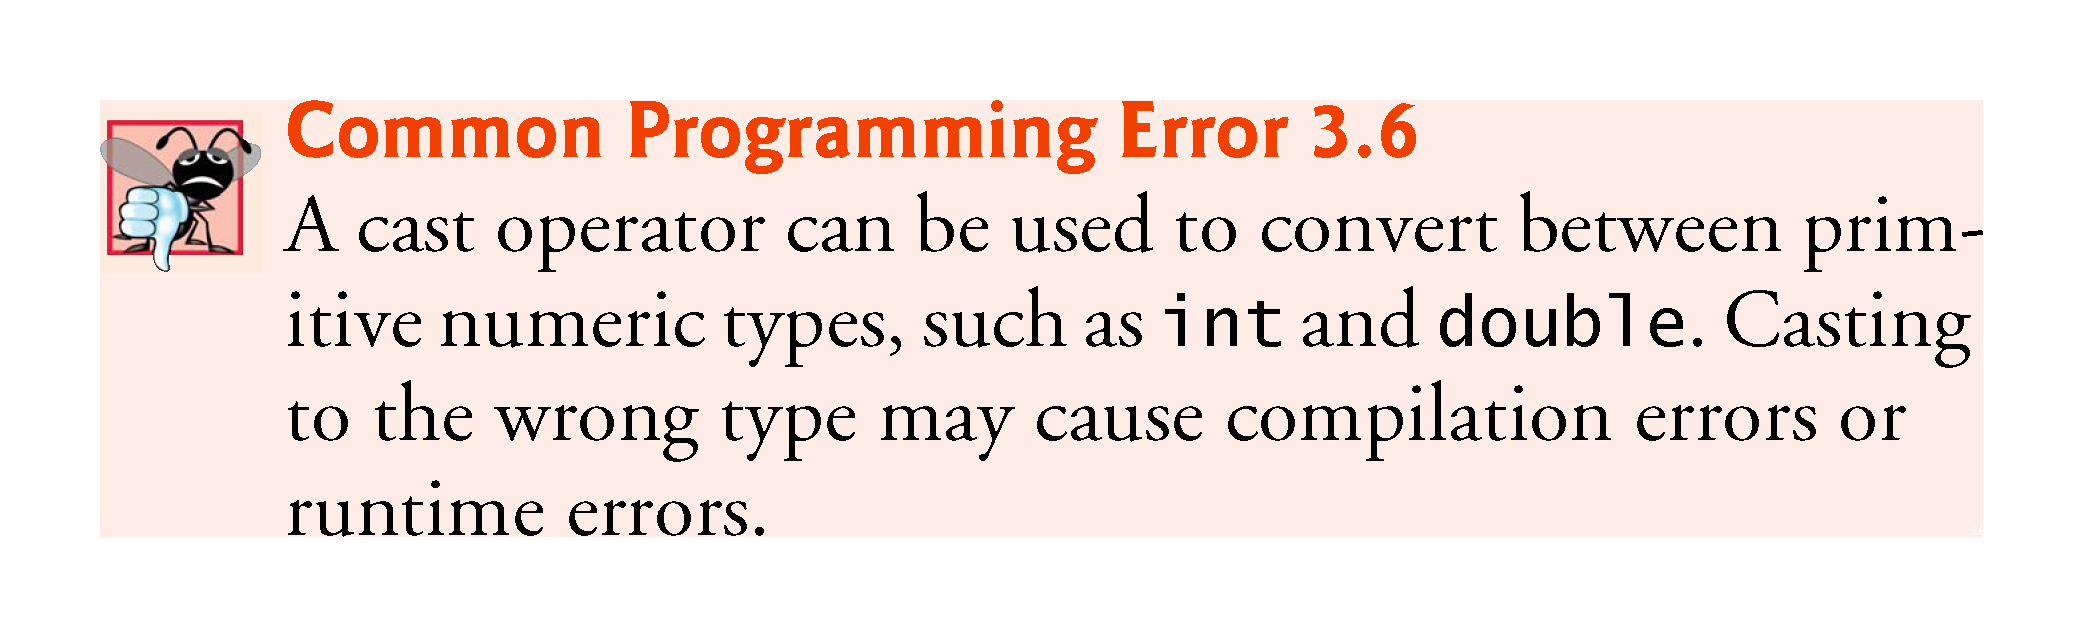 Common Programming Error 3.6
A cast operator can be used to convert between prim-
itive numeric types, such as int and double. Casting
to the wrong type may cause compilation errors or
runtime errors.